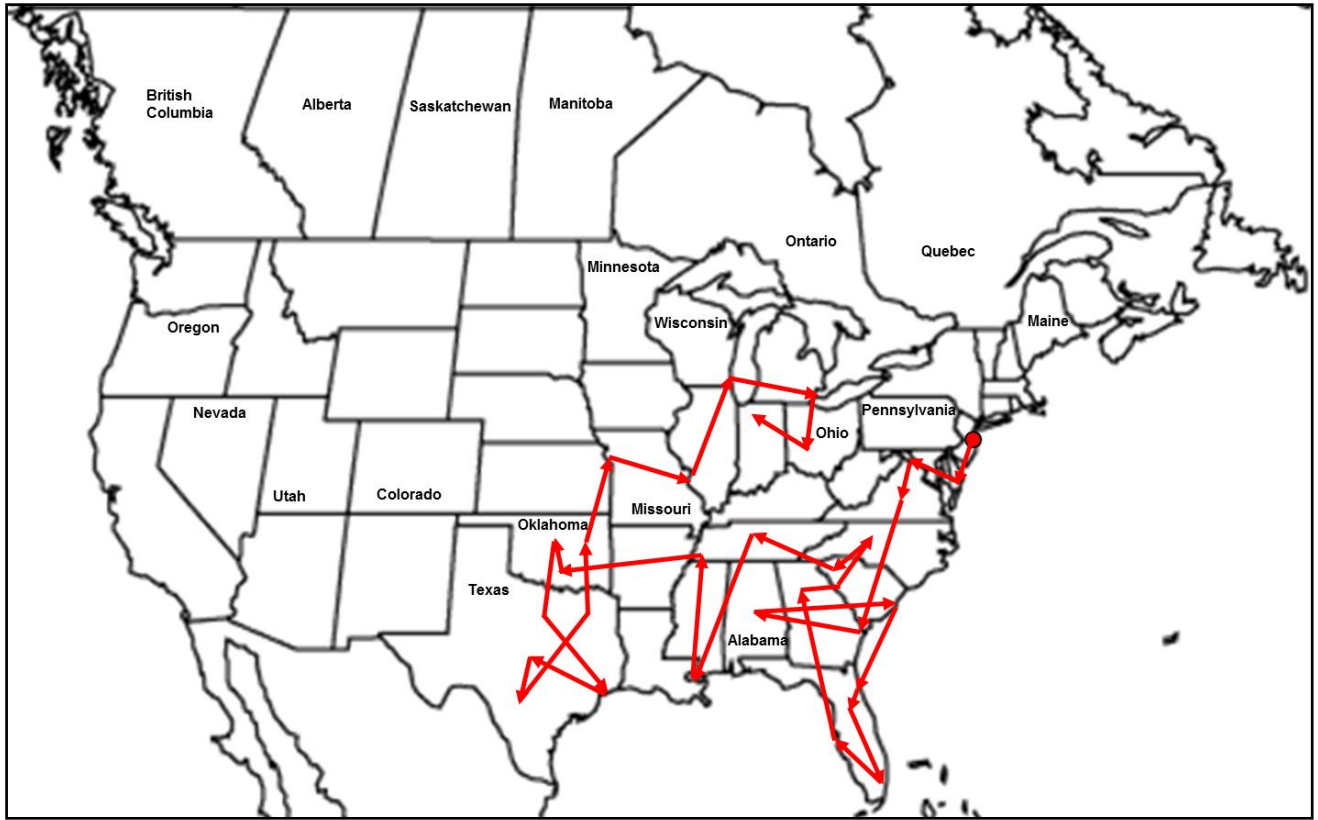 British
Columbia
Alberta
Saskatchewan
Manitoba
Ontario
Quebec
Minnesota
Oregon
Wisconsin
Maine
Nevada
Pennsylvania
Ohio
Utah
Colorado
Missouri
Oklahoma
Texas
Alabama